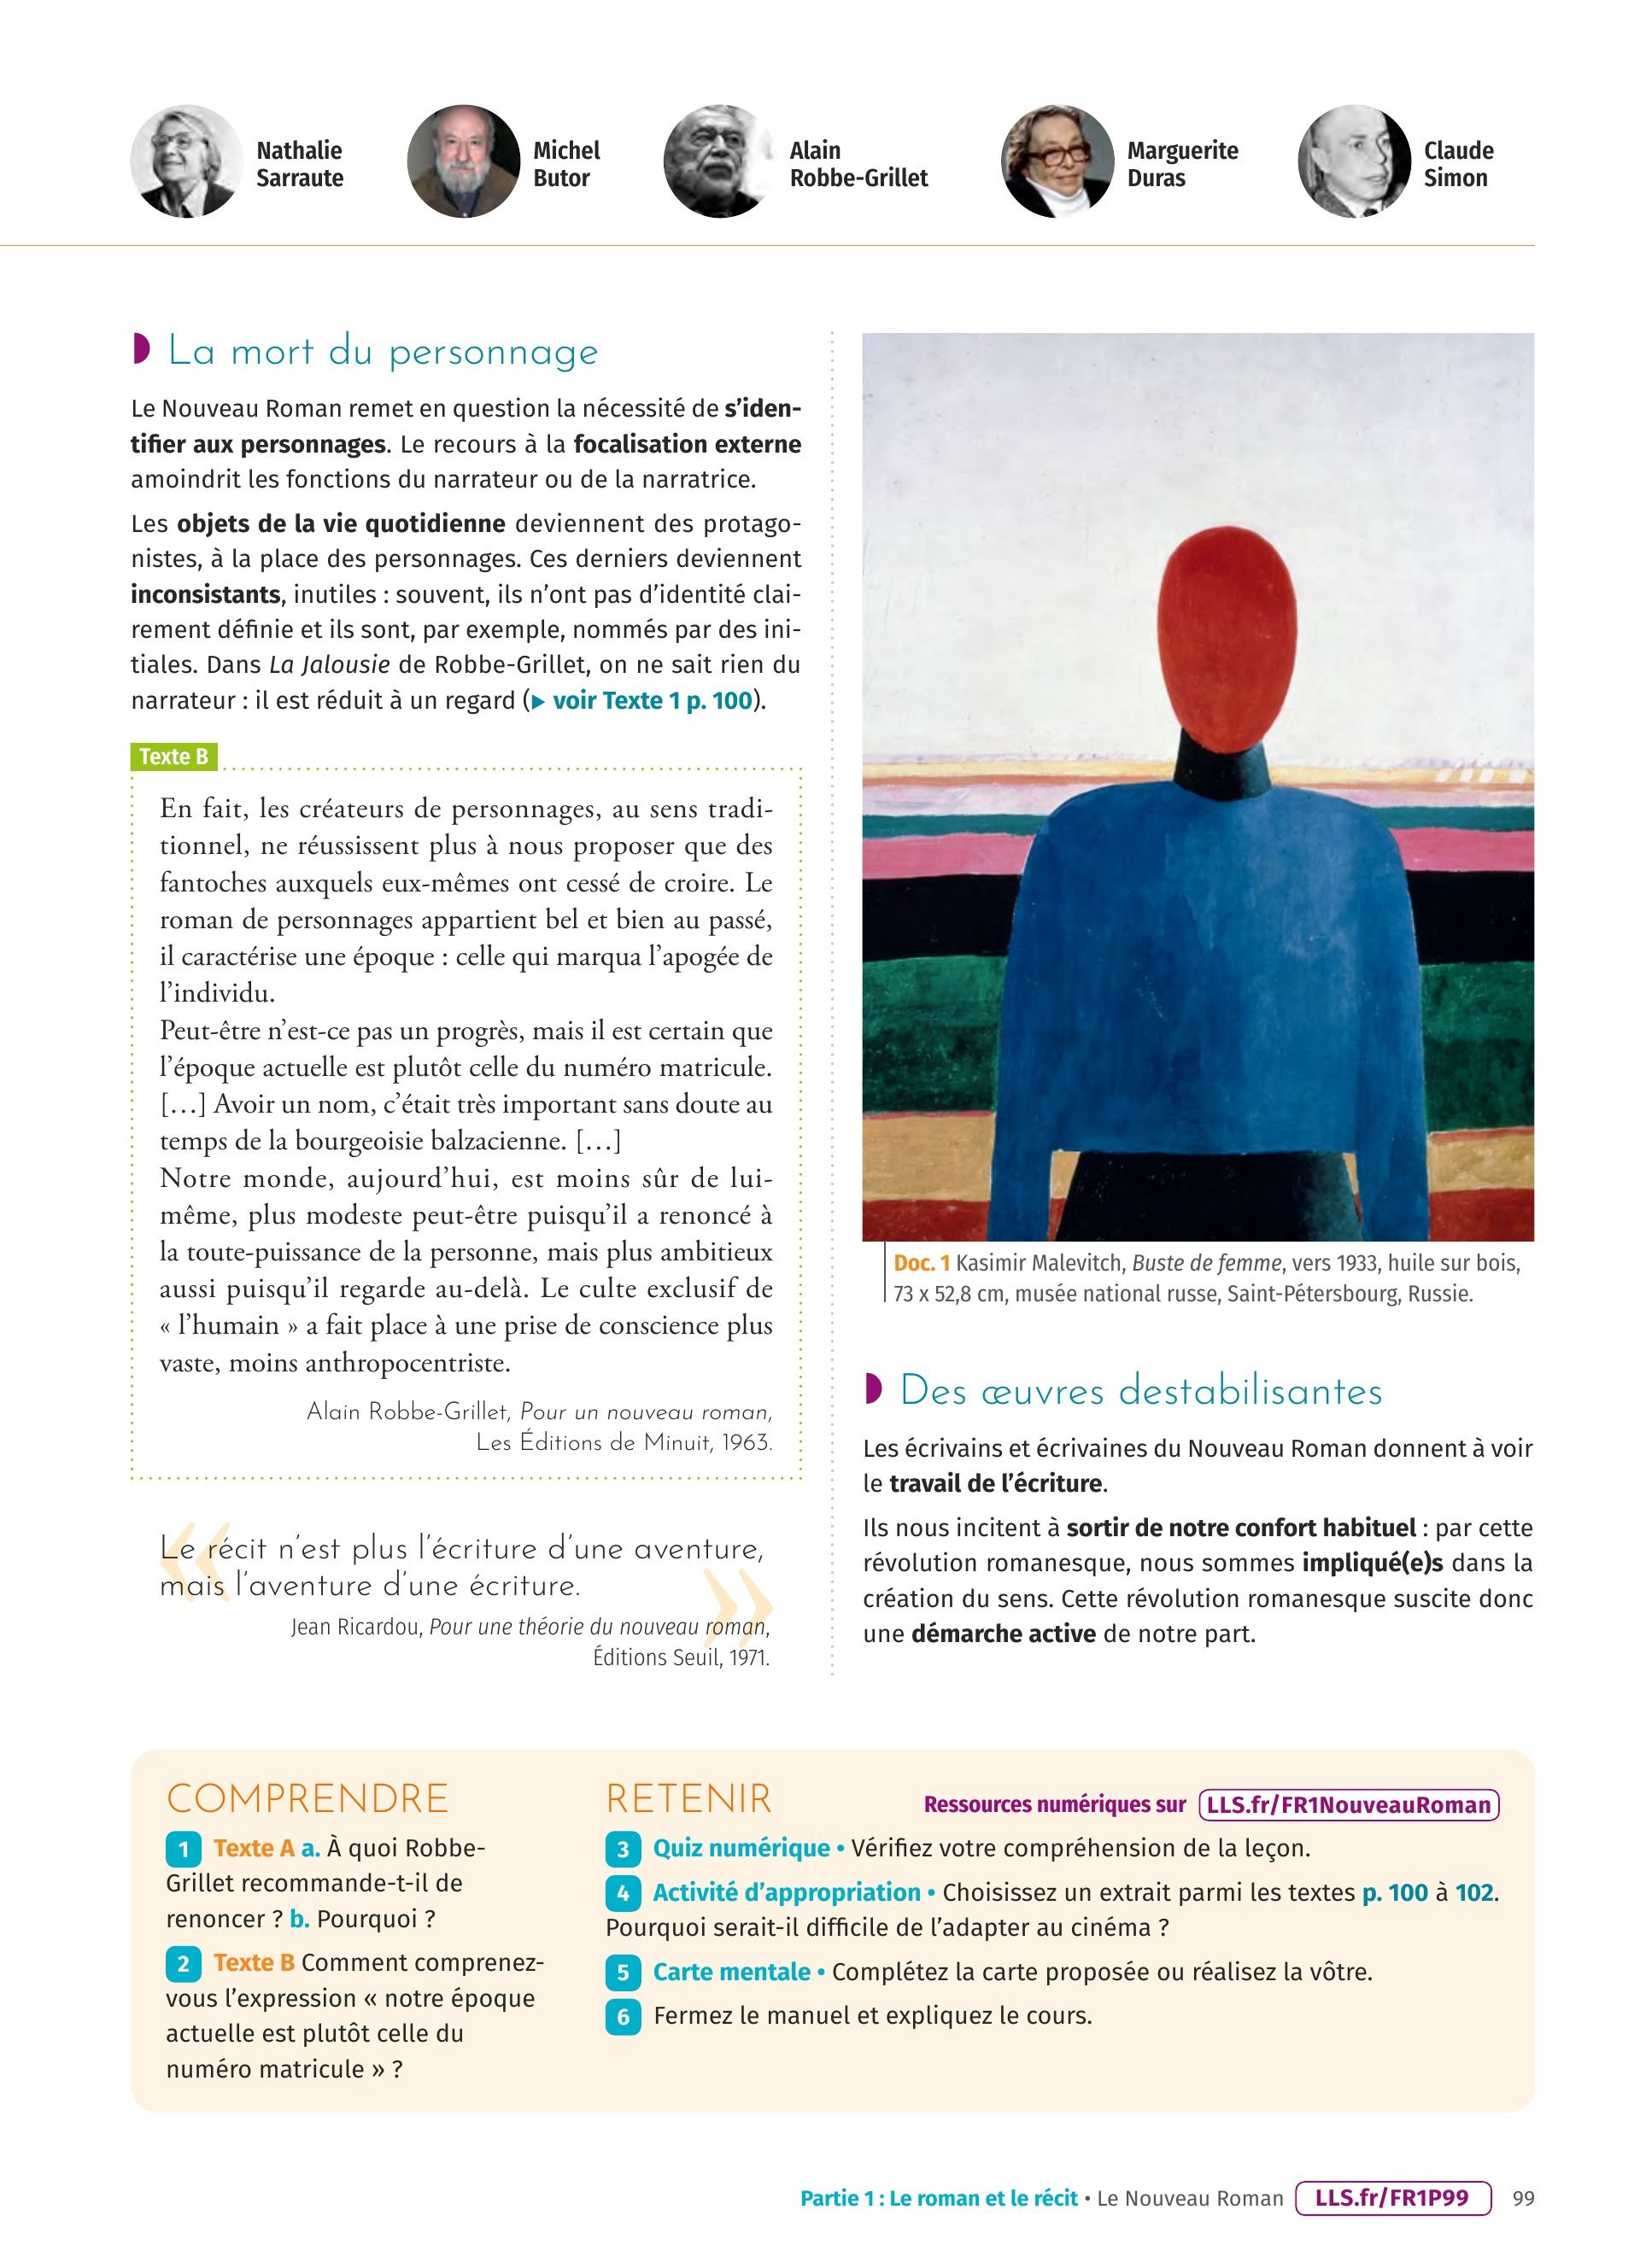 Nathalie
Sarraute
Michel
Butor
Alain
Robbe-Grillet
Marguerite
Duras
Claude
Simon
La mort du personnage
Le Nouveau Roman remet en question la nécessité de s’iden-
tifier aux personnages. Le recours à la focalisation externe
amoindrit les fonctions du narrateur ou de la narratrice.
Les objets de la vie quotidienne deviennent des protago-
nistes, à la place des personnages. Ces derniers deviennent
inconsistants, inutiles : souvent, ils n’ont pas d’identité clai-
rement définie et ils sont, par exemple, nommés par des ini-
tiales. Dans La Jalousie de Robbe-Grillet, on ne sait rien du
narrateur : il est réduit à un regard (▶ voir Texte 1 p. 100).
Texte B
En fait, les créateurs de personnages, au sens tradi-
tionnel, ne réussissent plus à nous proposer que des
fantoches auxquels eux-mêmes ont cessé de croire. Le
roman de personnages appartient bel et bien au passé,
il caractérise une époque : celle qui marqua l’apogée de
l’individu.
Peut-être n’est-ce pas un progrès, mais il est certain que
l’époque actuelle est plutôt celle du numéro matricule.
[…] Avoir un nom, c’était très important sans doute au
temps de la bourgeoisie balzacienne. […]
Notre monde, aujourd’hui, est moins sûr de lui-
même, plus modeste peut-être puisqu’il a renoncé à
la toute-puissance de la personne, mais plus ambitieux
aussi puisqu’il regarde au-delà. Le culte exclusif de
« l’humain » a fait place à une prise de conscience plus
vaste, moins anthropocentriste.
Alain Robbe-Grillet, Pour un nouveau roman,
Les Éditions de Minuit, 1963.
« Le récit n’est plus l’écriture d’une aventure,
mais l’aventure d’une écriture. »
Jean Ricardou, Pour une théorie du nouveau roman,
Éditions Seuil, 1971.
Doc. 1 Kasimir Malevitch, Buste de femme, vers 1933, huile sur bois,
73 x 52,8 cm, musée national russe, Saint-Pétersbourg, Russie.
Des œuvres destabilisantes
Les écrivains et écrivaines du Nouveau Roman donnent à voir
le travail de l’écriture.
Ils nous incitent à sortir de notre confort habituel : par cette
révolution romanesque, nous sommes impliqué(e)s dans la
création du sens. Cette révolution romanesque suscite donc
une démarche active de notre part.
COMPRENDRE
1 Texte A a. À quoi Robbe-
Grillet recommande-t-il de
renoncer ? b. Pourquoi ?
2 Texte B Comment comprenez-
vous l’expression « notre époque
actuelle est plutôt celle du
numéro matricule » ?
RETENIR
Ressources numériques sur LLS.fr/FR1NouveauRoman
3 Quiz numérique • Vérifiez votre compréhension de la leçon.
4 Activité d’appropriation • Choisissez un extrait parmi les textes p. 100 à 102.
Pourquoi serait-il difficile de l’adapter au cinéma ?
5 Carte mentale • Complétez la carte proposée ou réalisez la vôtre.
6 Fermez le manuel et expliquez le cours.
Partie 1 : Le roman et le récit • Le Nouveau Roman LLS.fr/FR1P99 99